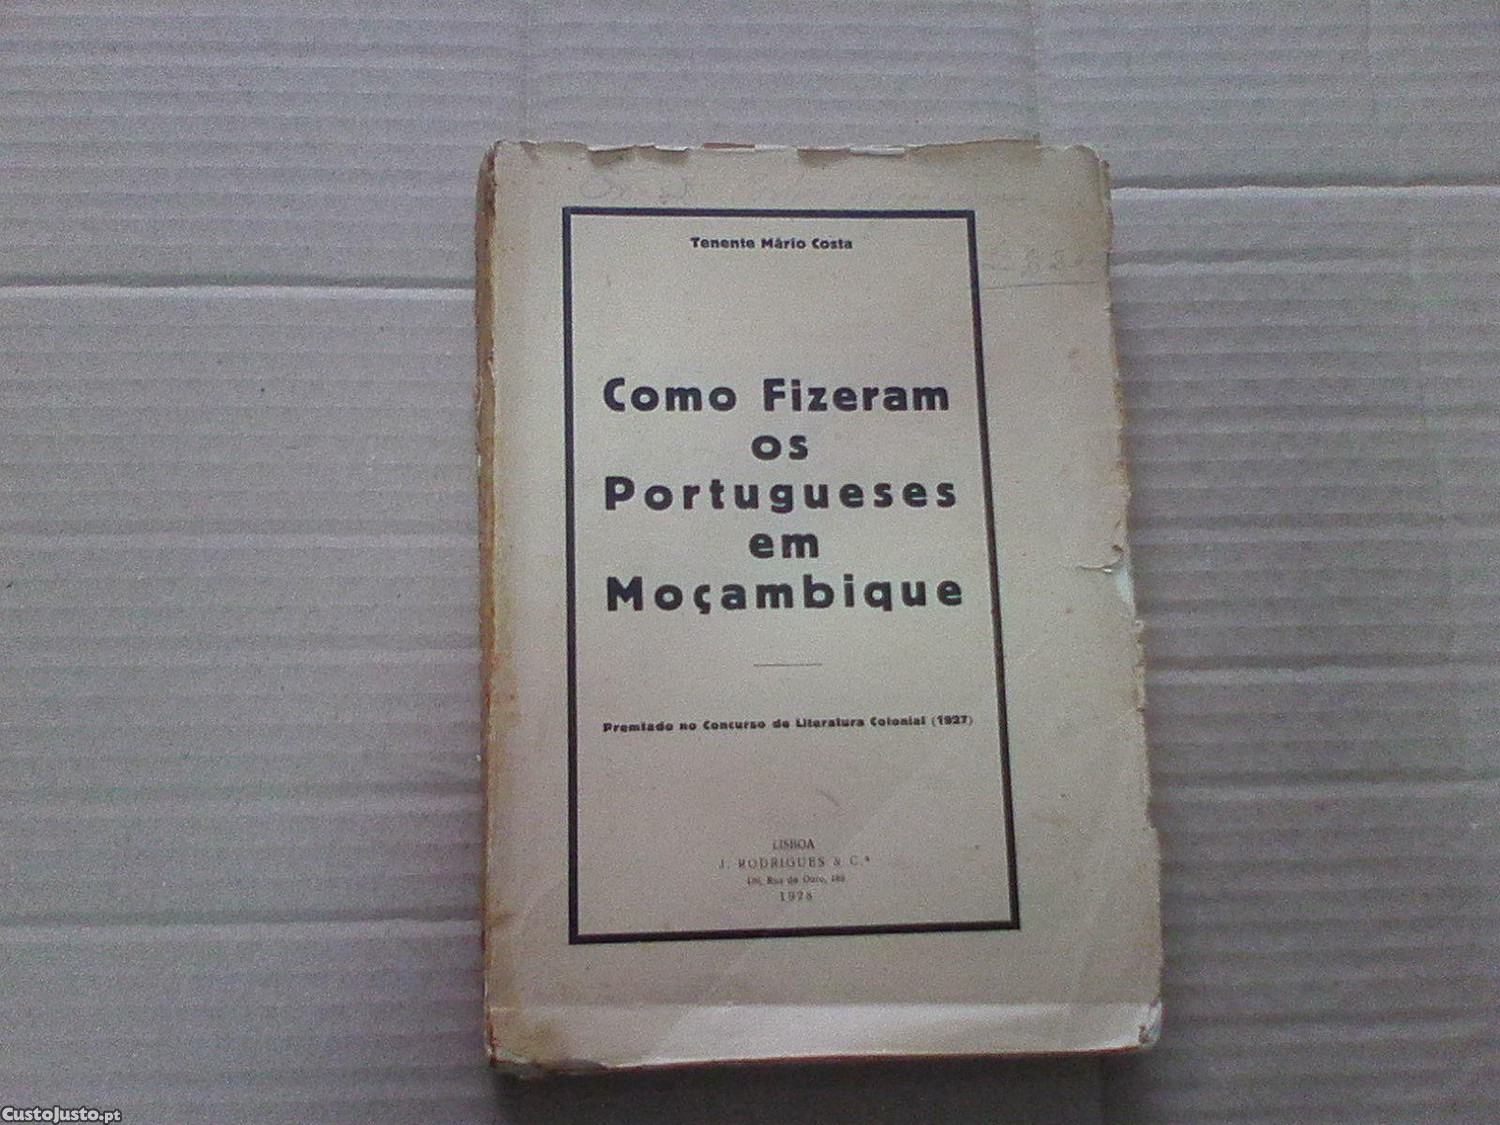 Tenente Mário Costa
Como Fizeram
os
Portugueses
em
Moçambique
Premiado no Concurso de Literatura Colonial (1927)
LISBOA
J. RODRIGUES & C.ª
Rua do Ouro, 188
1928
CustoJusto.pt